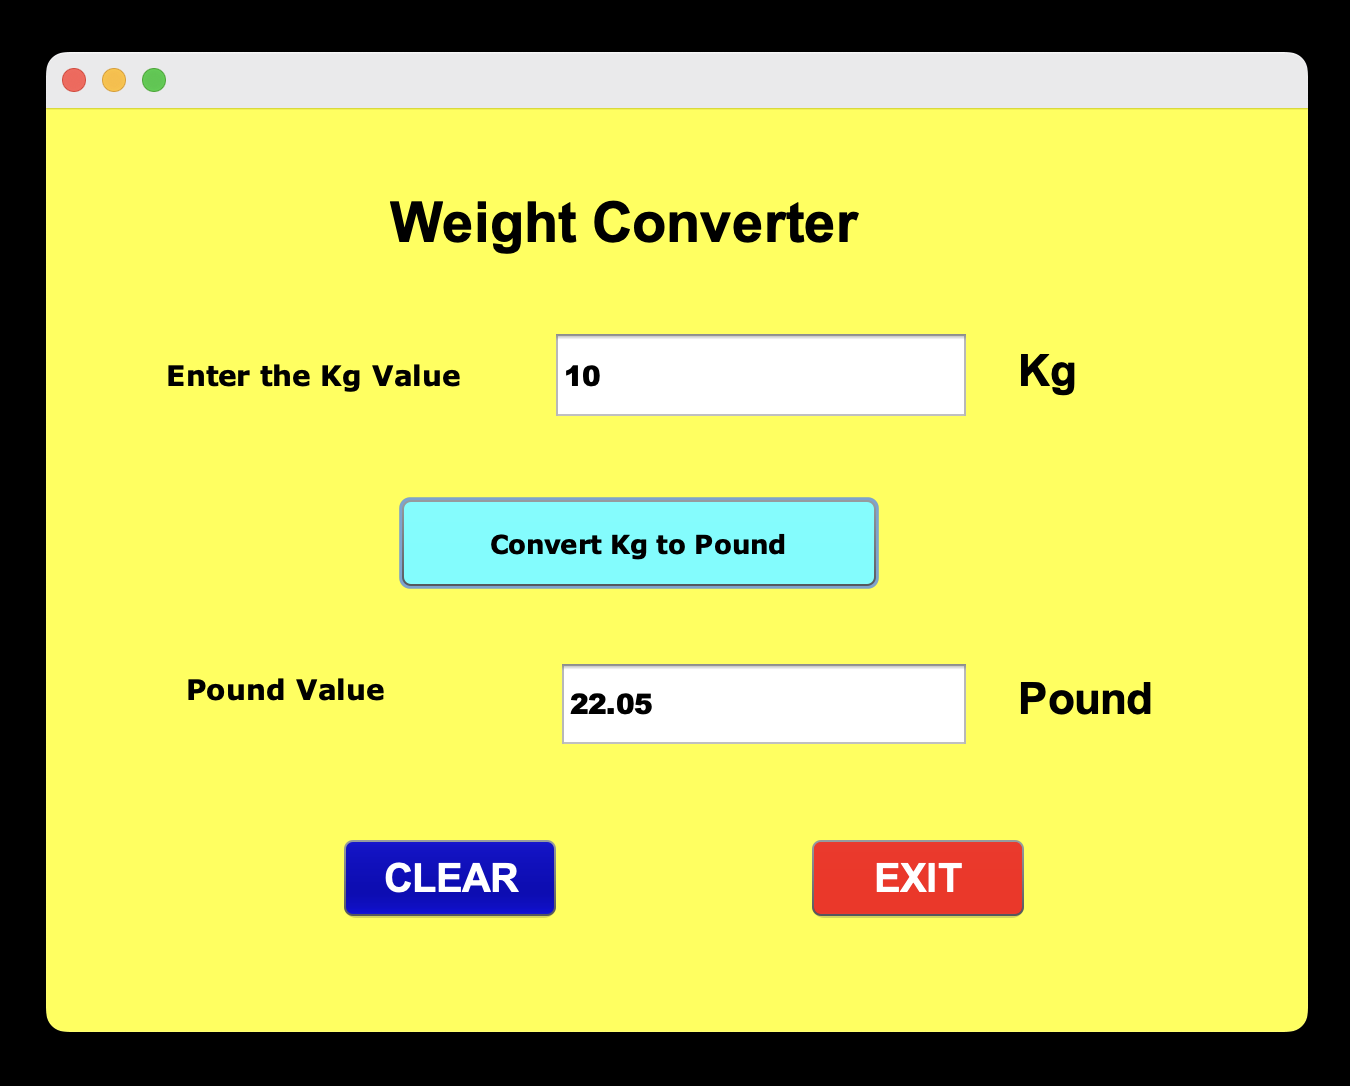 Weight Converter
Enter the Kg Value 10 Kg
Convert Kg to Pound
Pound Value 22.05 Pound
CLEAR EXIT